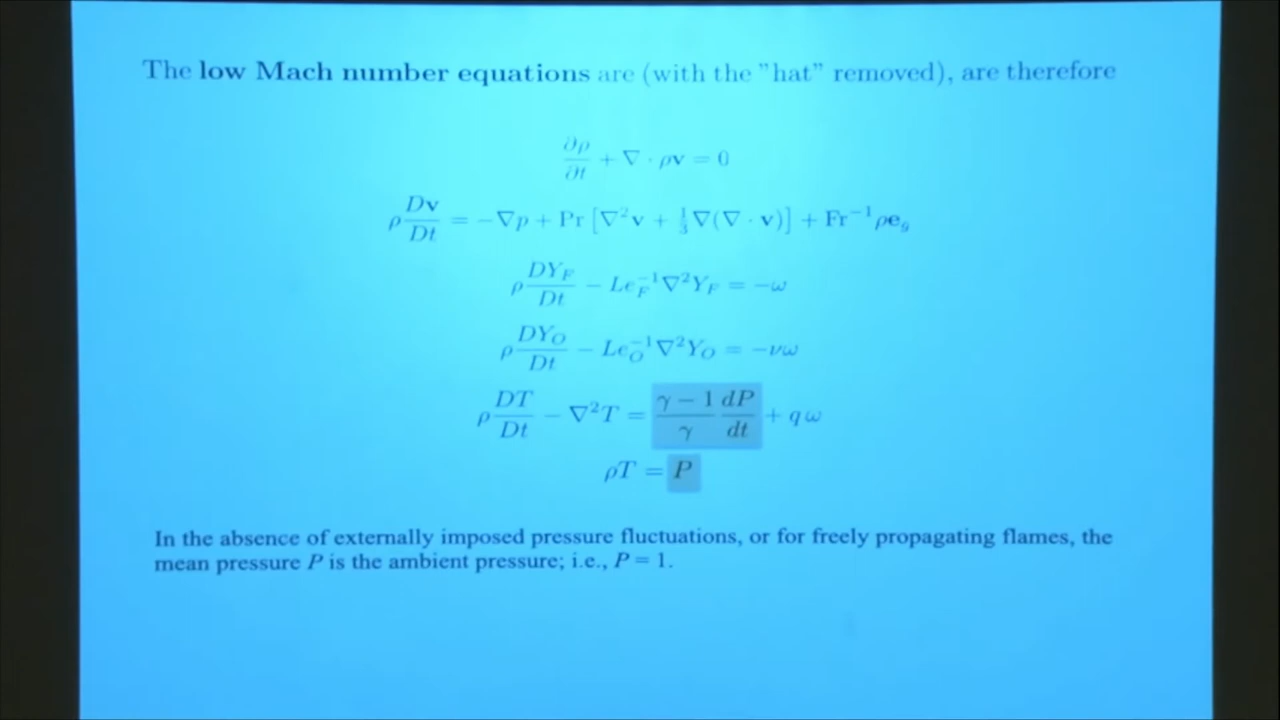 The low Mach number equations are (with the "hat" removed), are therefore
∂ρ/∂t + ∇ · ρv = 0
ρ Dv/Dt = −∇p + Pr [∇²v + ⅓∇(∇ · v)] + Fr⁻¹ρe_g
ρ DY_F/Dt − Le_F⁻¹∇²Y_F = −ω
ρ DY_O/Dt − Le_O⁻¹∇²Y_O = −νω
ρ DT/Dt − ∇²T = γ − 1/γ dP/dt + qω
ρT = P
In the absence of externally imposed pressure fluctuations, or for freely propagating flames, the
mean pressure P is the ambient pressure; i.e., P = 1.